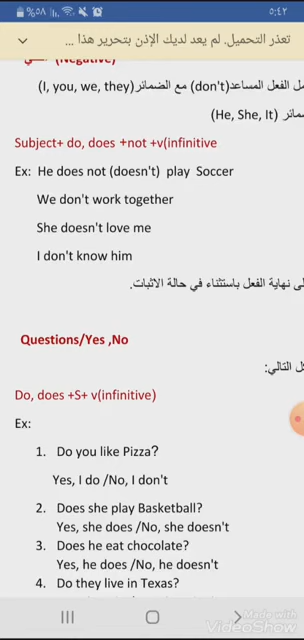 %٥٨ ٥:٤٢
تعذر التحميل. لم يعد لديك الإذن بتحرير هذا ...
(Negative)
الفعل المساعد(don't) مع الضمائر(I, you, we, they)
(He, She, It)
Subject+ do, does +not +v(infinitive
Ex: He does not (doesn't) play Soccer
We don't work together
She doesn't love me
I don't know him
نهاية الفعل باستثناء في حالة الاثبات.
Questions/Yes ,No
التالي:
Do, does +S+ v(infinitive)
Ex:
1. Do you like Pizza?
Yes, I do /No, I don't
2. Does she play Basketball?
Yes, she does /No, she doesn't
3. Does he eat chocolate?
Yes, he does /No, he doesn't
4. Do they live in Texas?
Made with
VideoShow